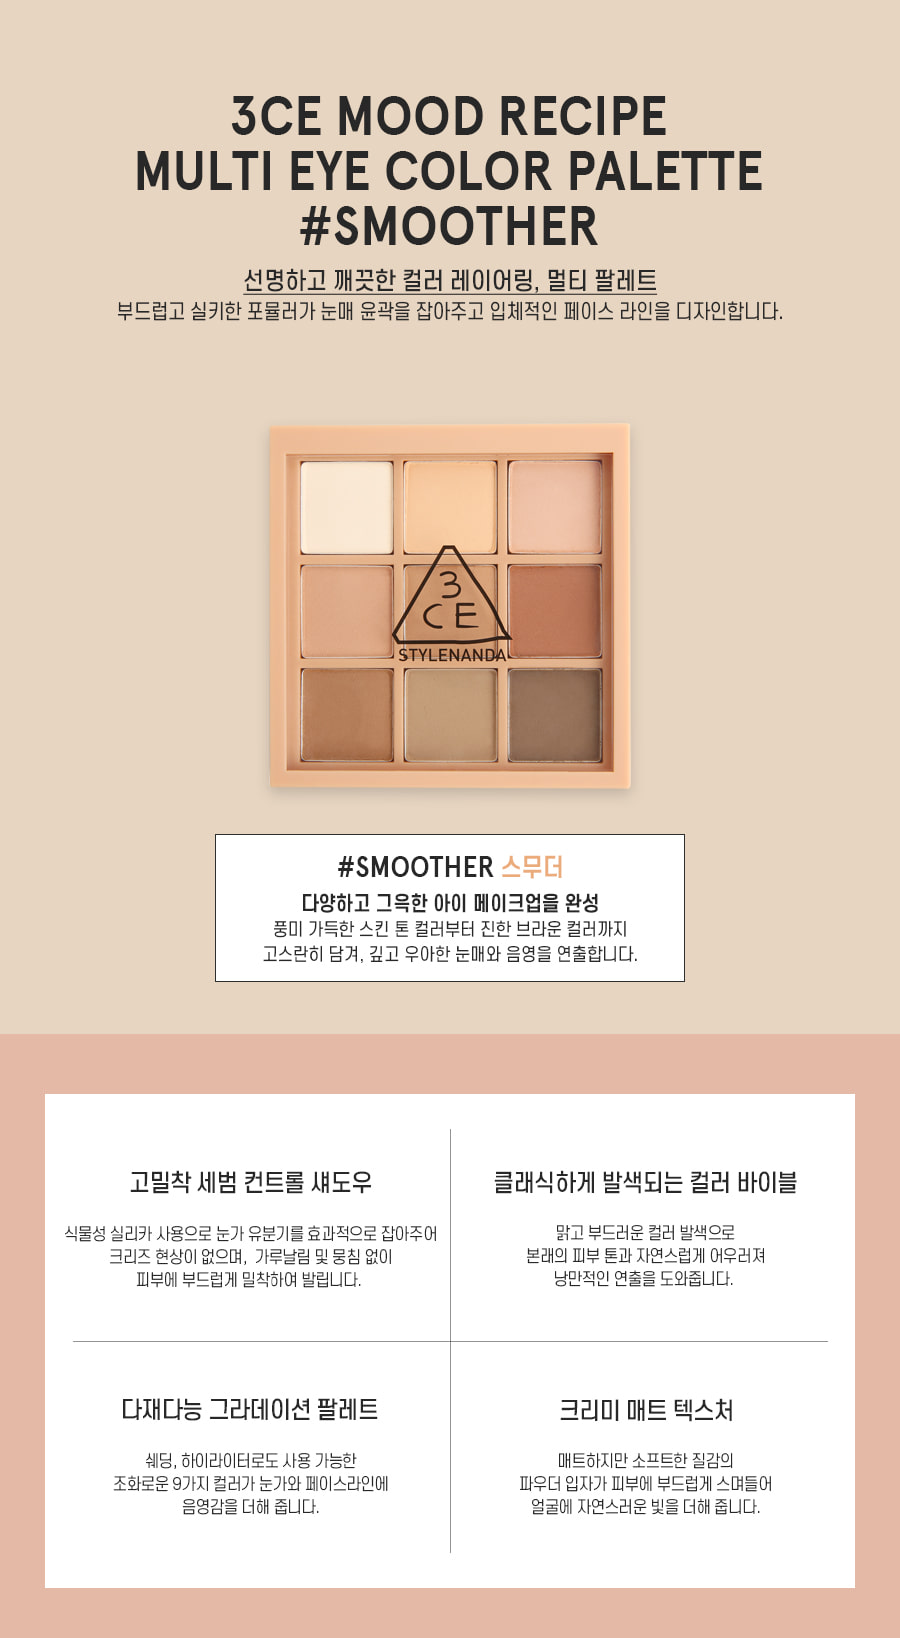 3CE MOOD RECIPE
MULTI EYE COLOR PALETTE
#SMOOTHER
선명하고 깨끗한 컬러 레이어링, 멀티 팔레트
부드럽고 실키한 포뮬러가 눈매 윤곽을 잡아주고 입체적인 페이스 라인을 디자인합니다.
3
CE
STYLENANDA
#SMOOTHER 스무더
다양하고 그윽한 아이 메이크업을 완성
풍미 가득한 스킨 톤 컬러부터 진한 브라운 컬러까지
고스란히 담겨, 깊고 우아한 눈매와 음영을 연출합니다.
고밀착 세범 컨트롤 섀도우
식물성 실리카 사용으로 눈가 유분기를 효과적으로 잡아주어
크리즈 현상이 없으며, 가루날림 및 뭉침 없이
피부에 부드럽게 밀착하여 발립니다.
클래식하게 발색되는 컬러 바이블
맑고 부드러운 컬러 발색으로
본래의 피부 톤과 자연스럽게 어우러져
낭만적인 연출을 도와줍니다.
다재다능 그라데이션 팔레트
쉐딩, 하이라이터로도 사용 가능한
조화로운 9가지 컬러가 눈가와 페이스라인에
음영감을 더해 줍니다.
크리미 매트 텍스처
매트하지만 소프트한 질감의
파우더 입자가 피부에 부드럽게 스며들어
얼굴에 자연스러운 빛을 더해 줍니다.